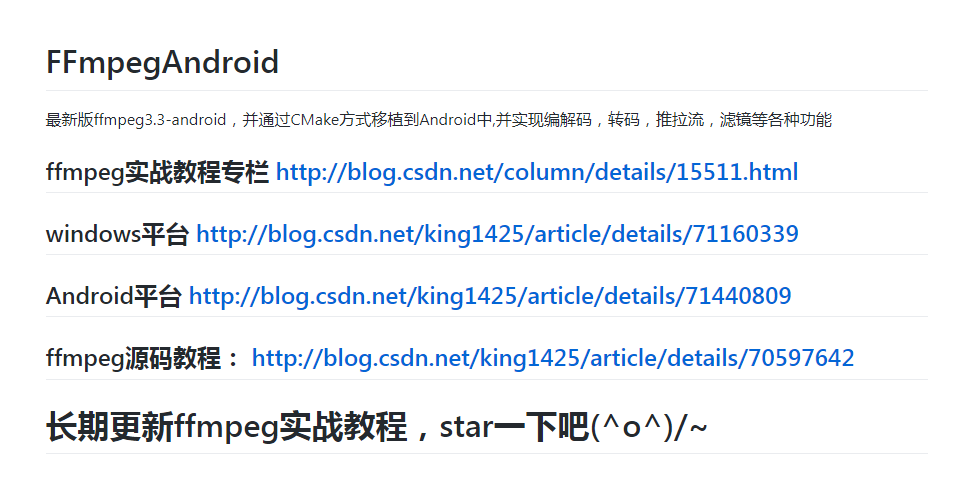 FFmpegAndroid
最新版ffmpeg3.3-android，并通过CMake方式移植到Android中,并实现编解码，转码，推拉流，滤镜等各种功能
ffmpeg实战教程专栏 http://blog.csdn.net/column/details/15511.html
windows平台 http://blog.csdn.net/king1425/article/details/71160339
Android平台 http://blog.csdn.net/king1425/article/details/71440809
ffmpeg源码教程： http://blog.csdn.net/king1425/article/details/70597642
长期更新ffmpeg实战教程，star一下吧(^o^)/~